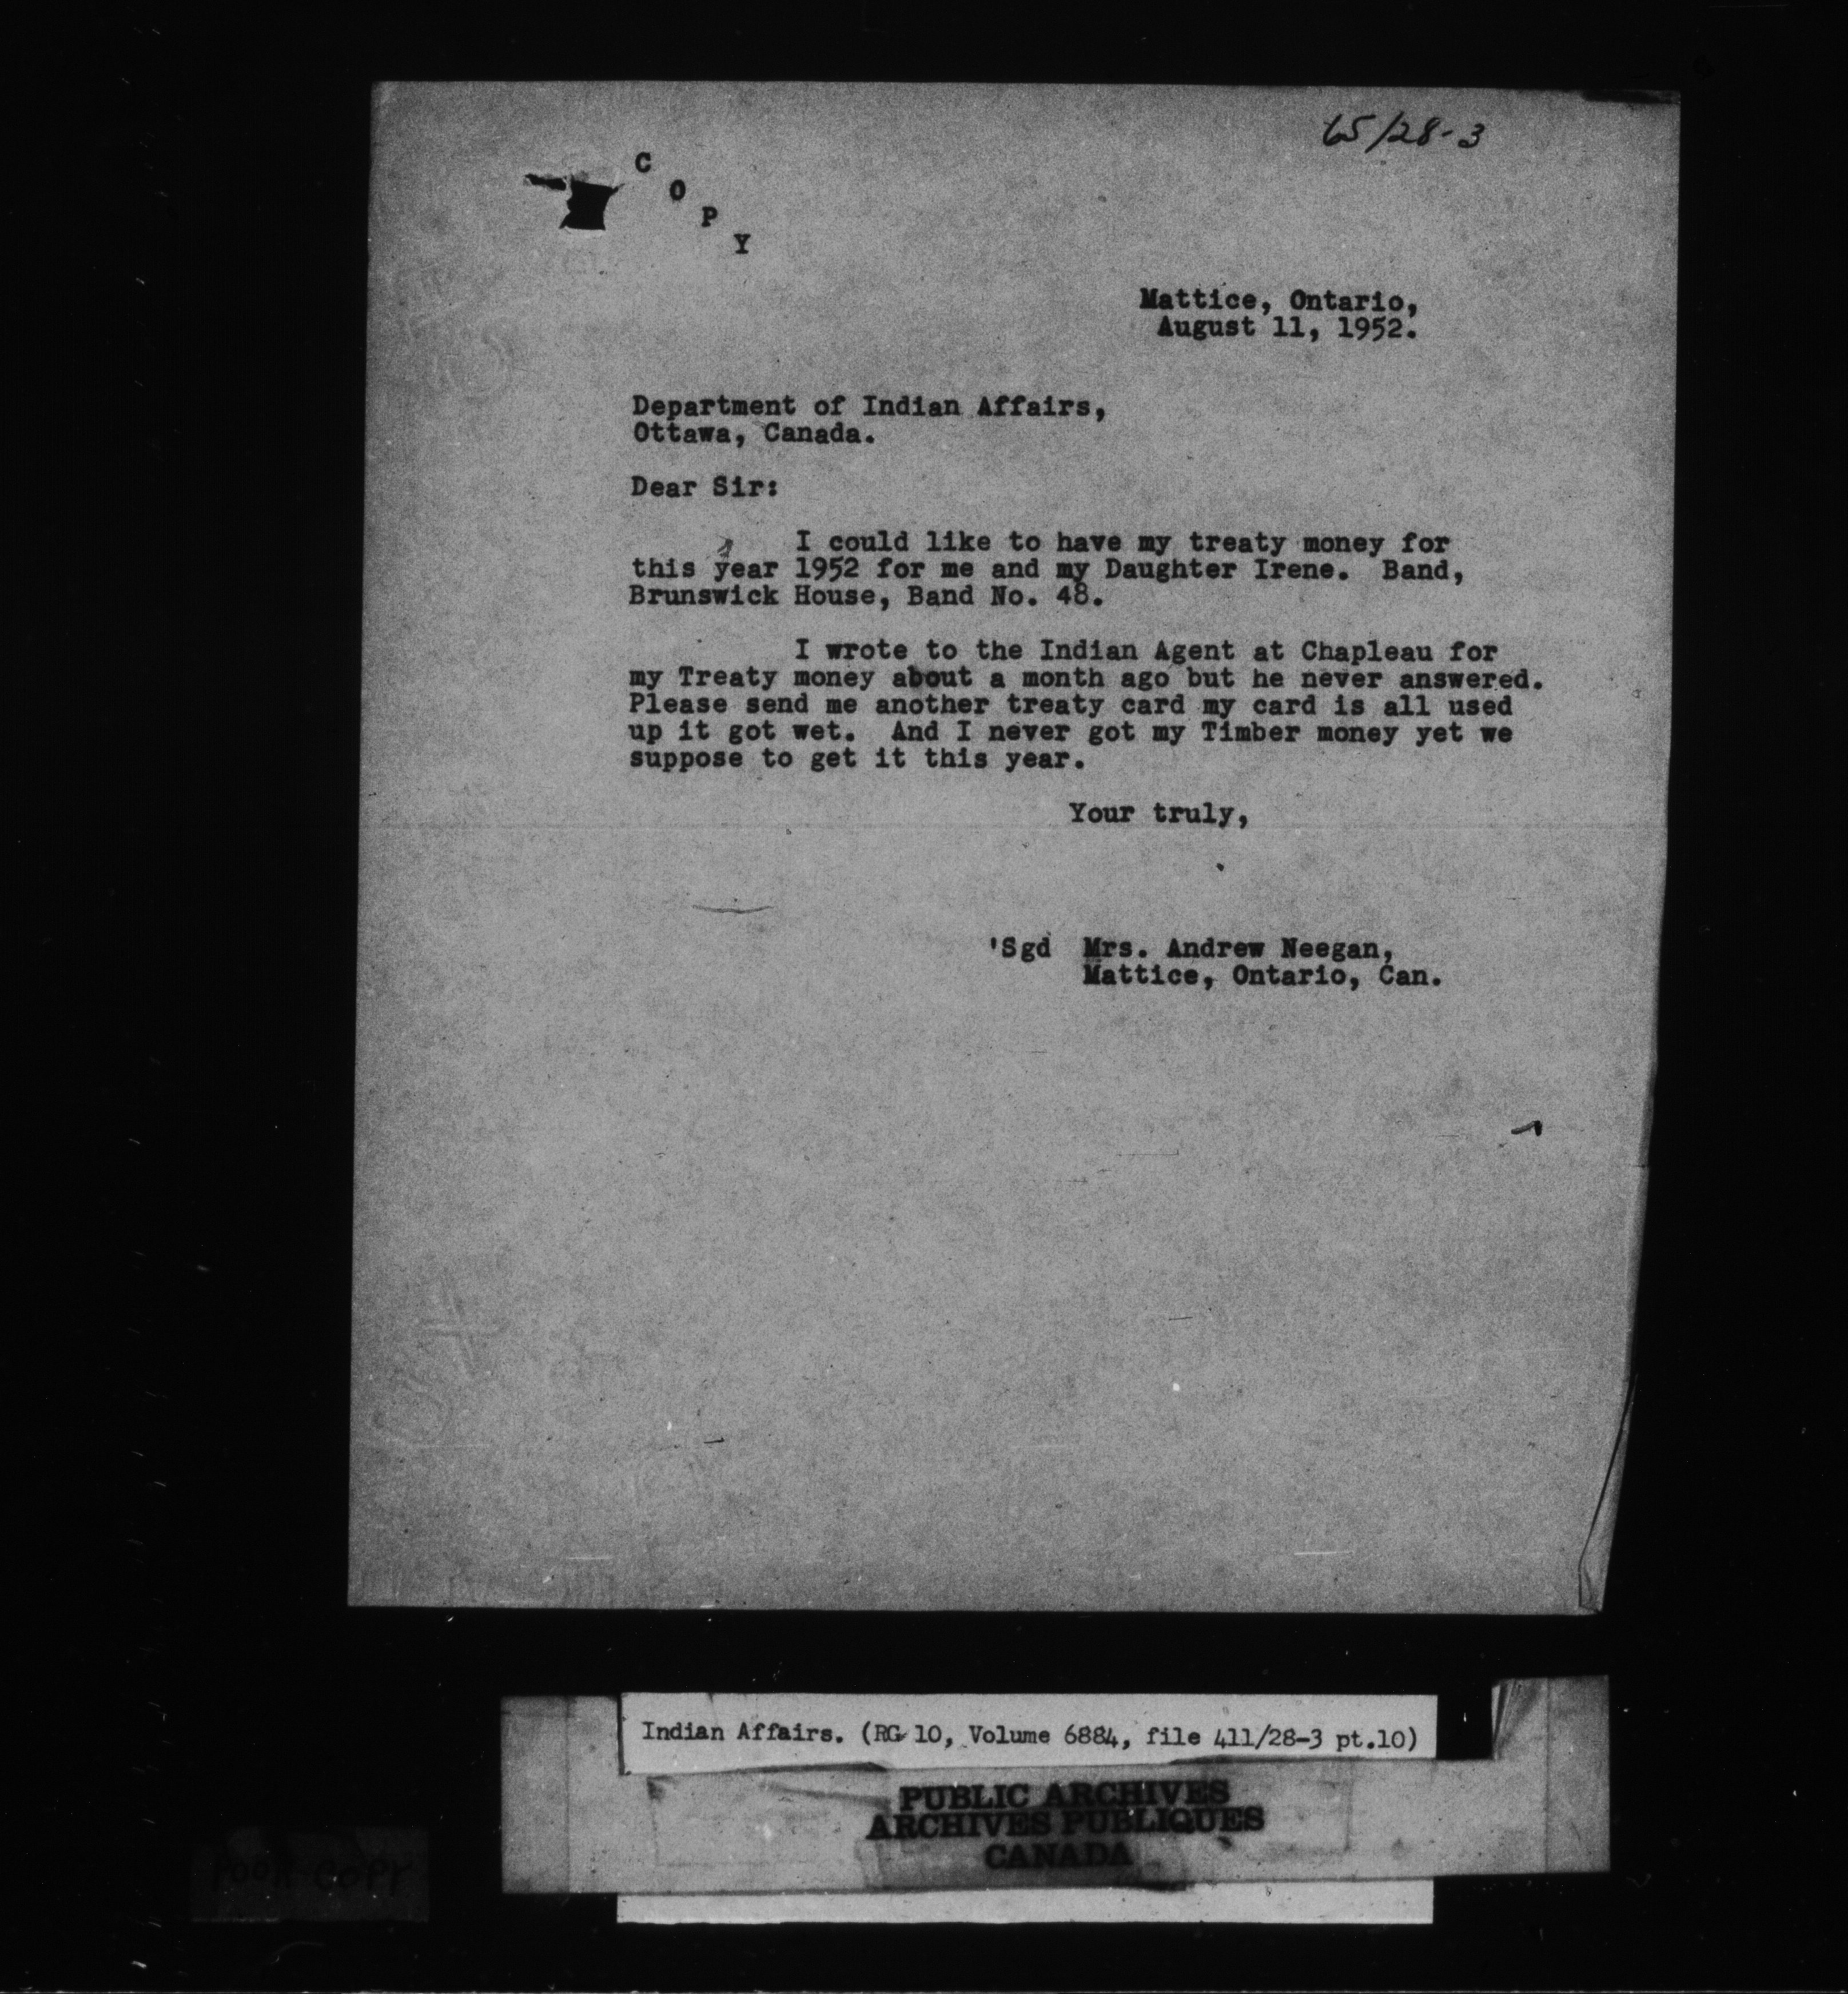 65/28-3
C
O
P
Y
Mattice, Ontario,
August 11, 1952.
Department of Indian Affairs,
Ottawa, Canada.
Dear Sir:
I could like to have my treaty money for
this year 1952 for me and my Daughter Irene. Band,
Brunswick House, Band No. 48.
I wrote to the Indian Agent at Chapleau for
my Treaty money about a month ago but he never answered.
Please send me another treaty card my card is all used
up it got wet. And I never got my Timber money yet we
suppose to get it this year.
Your truly,
'Sgd Mrs. Andrew Neegan,
Mattice, Ontario, Can.
Indian Affairs. (RG 10, Volume 6884, file 411/28-3 pt.10)
PUBLIC ARCHIVES
ARCHIVES PUBLIQUES
CANADA
POOR COPY